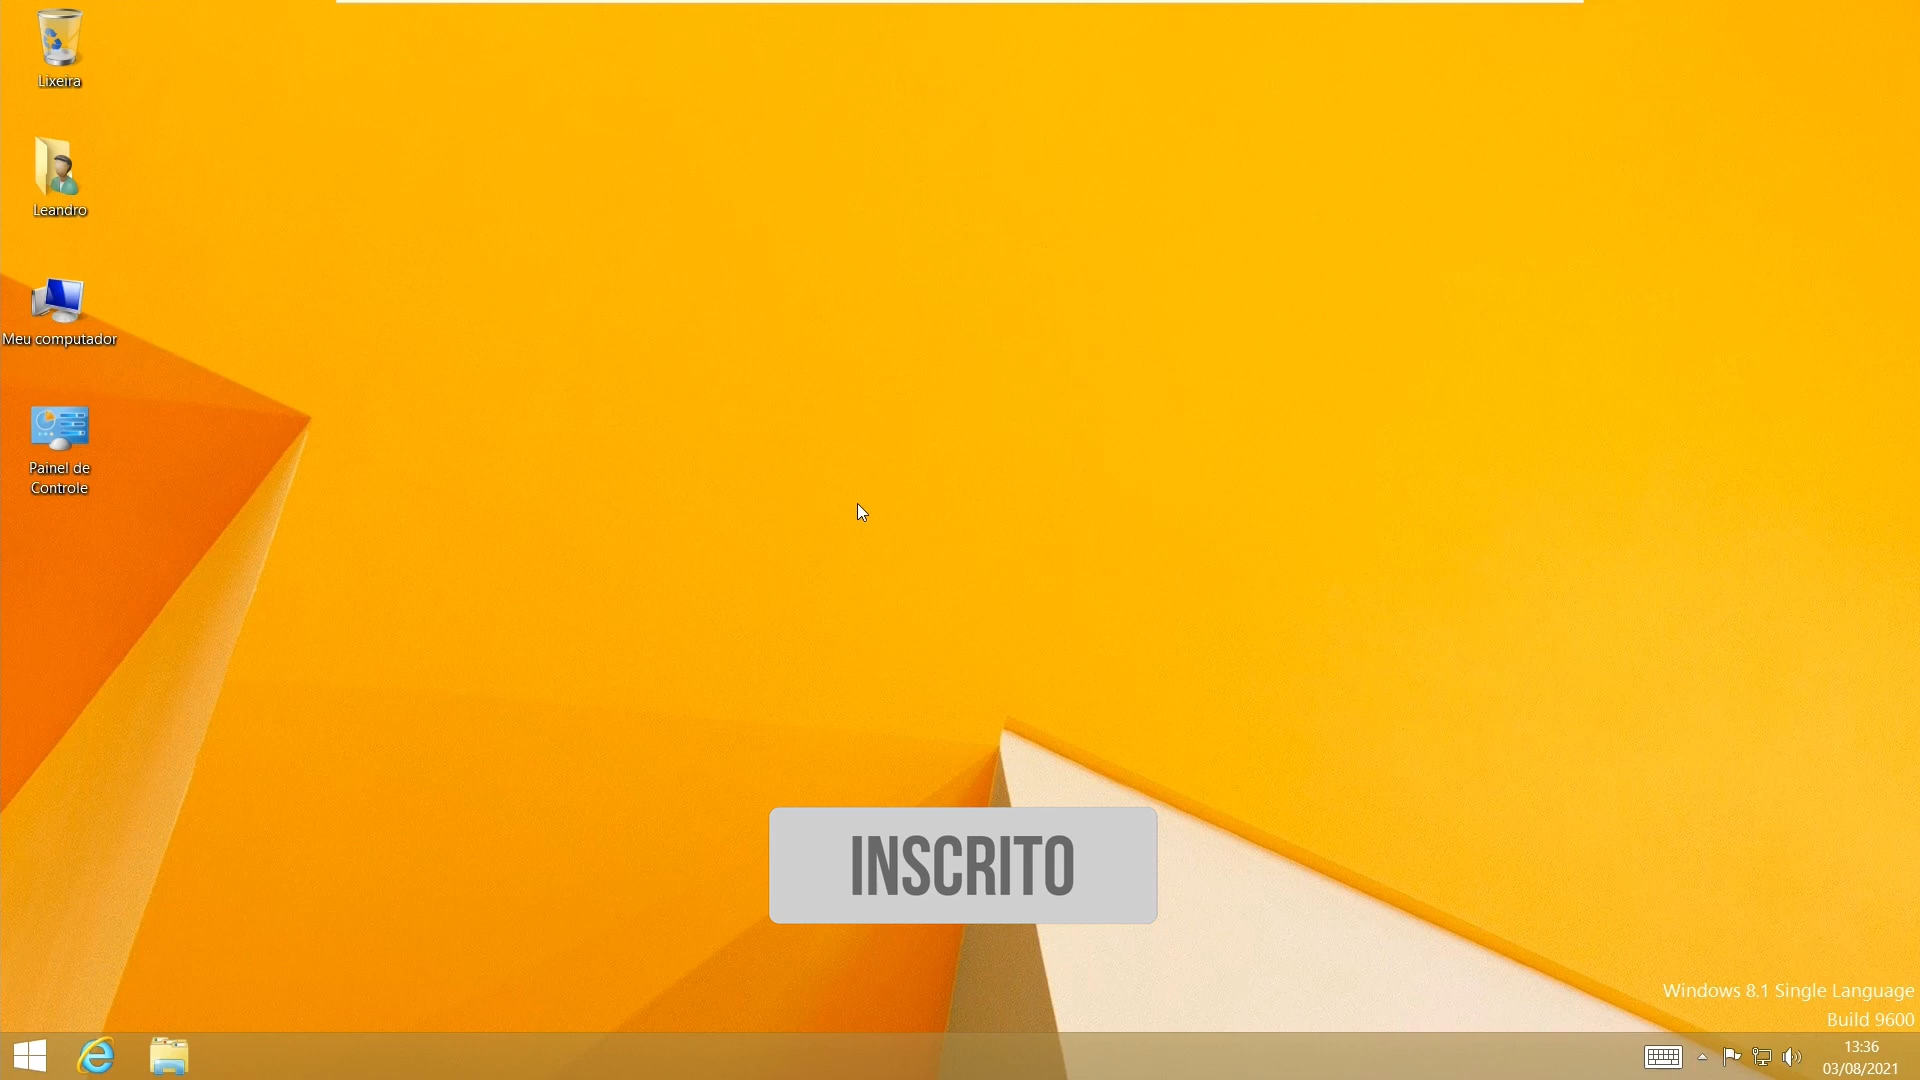 Lixeira
Leandro
Meu computador
Painel de
Controle
INSCRITO
Windows 8.1 Single Language
Build 9600
13:36
03/08/2021